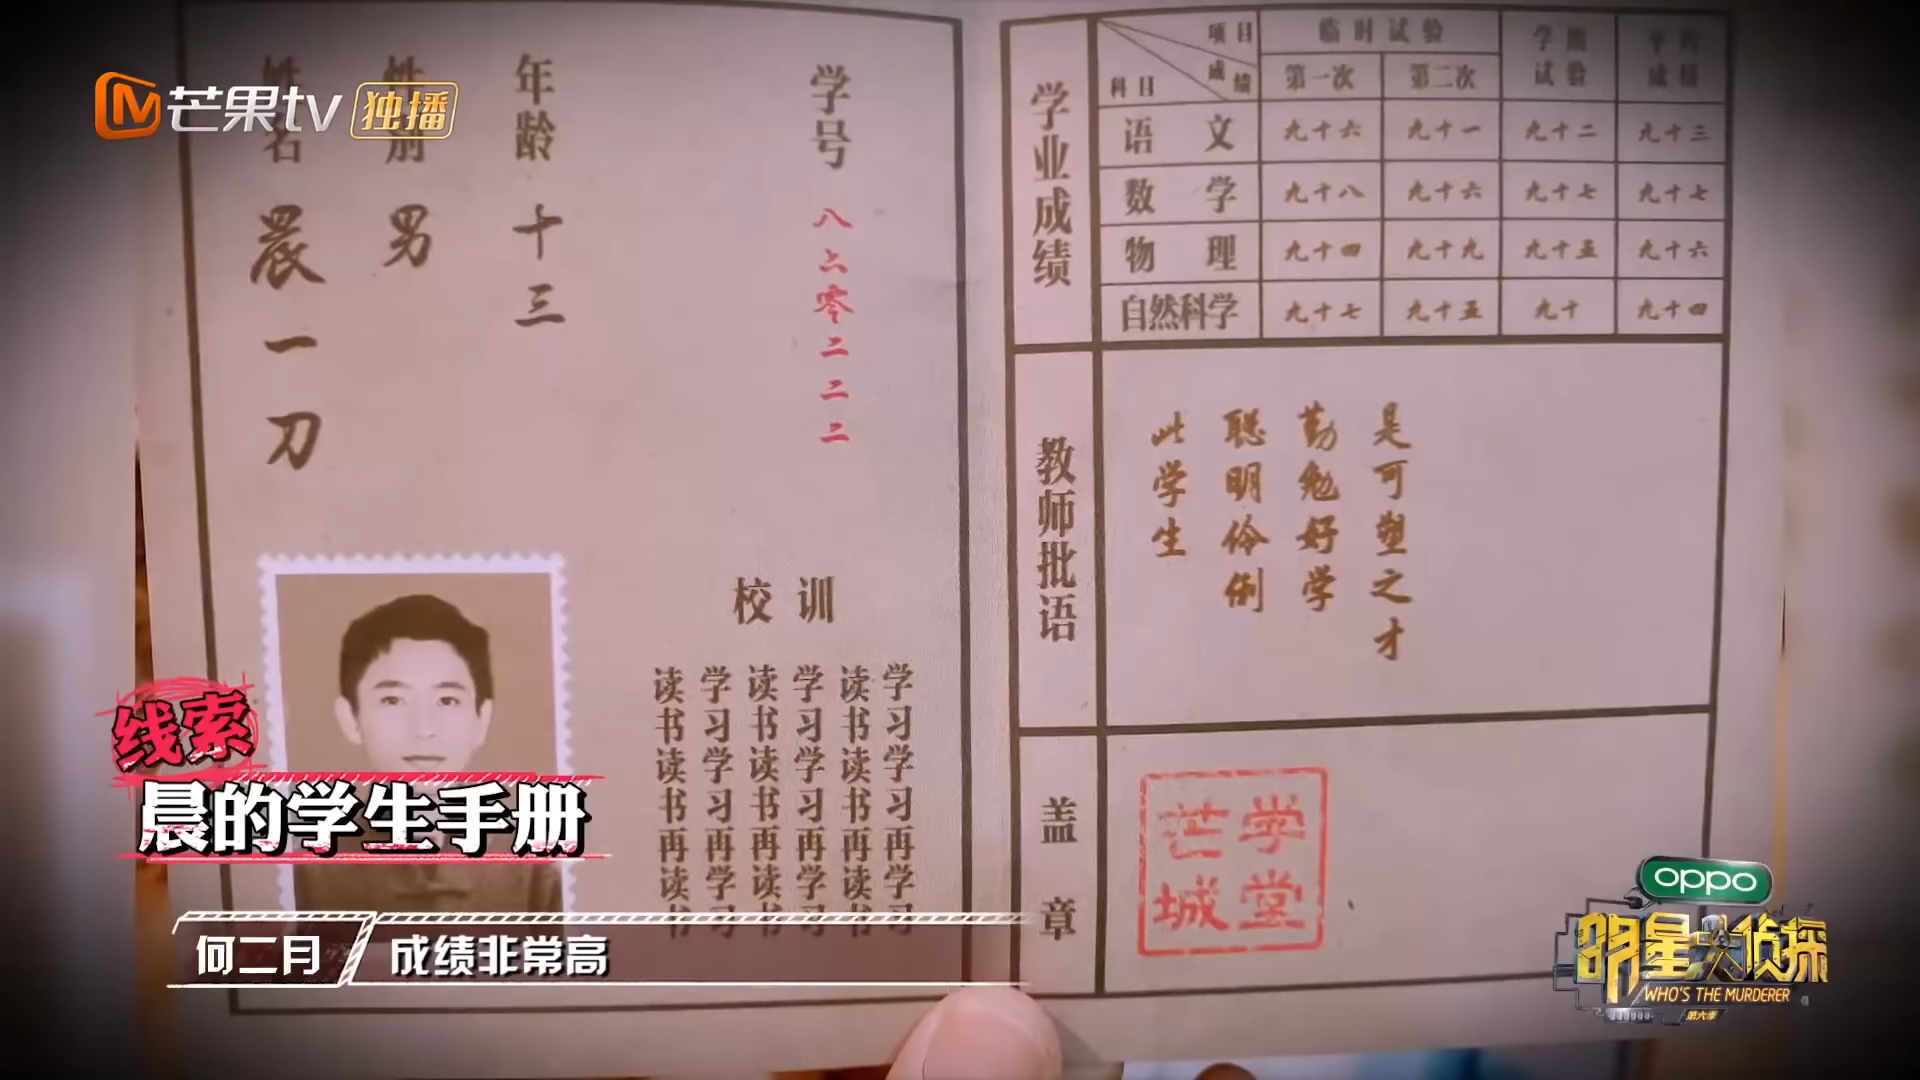 芒果tv 独播
姓名 晨一刀
性别 男
年龄 十三
学号 八六零二二二
校训
读书读书再读书
学习学习再学习
读书读书再读书
学习学习再学习
读书读书再读书
学习学习再学习
学业成绩
项目 成绩 科目 临时试验 学期试验 平均成绩
第一次 第二次
语文 九十六 九十一 九十二 九十三
数学 九十八 九十六 九十七 九十七
物理 九十四 九十九 九十五 九十六
自然科学 九十七 九十五 九十 九十四
教师批语
此学生
聪明伶俐
勤勉好学
是可塑之才
盖章
芒城学堂
线索
晨的学生手册
何二月 成绩非常高
oppo
明星大侦探
WHO'S THE MURDERER
第六季